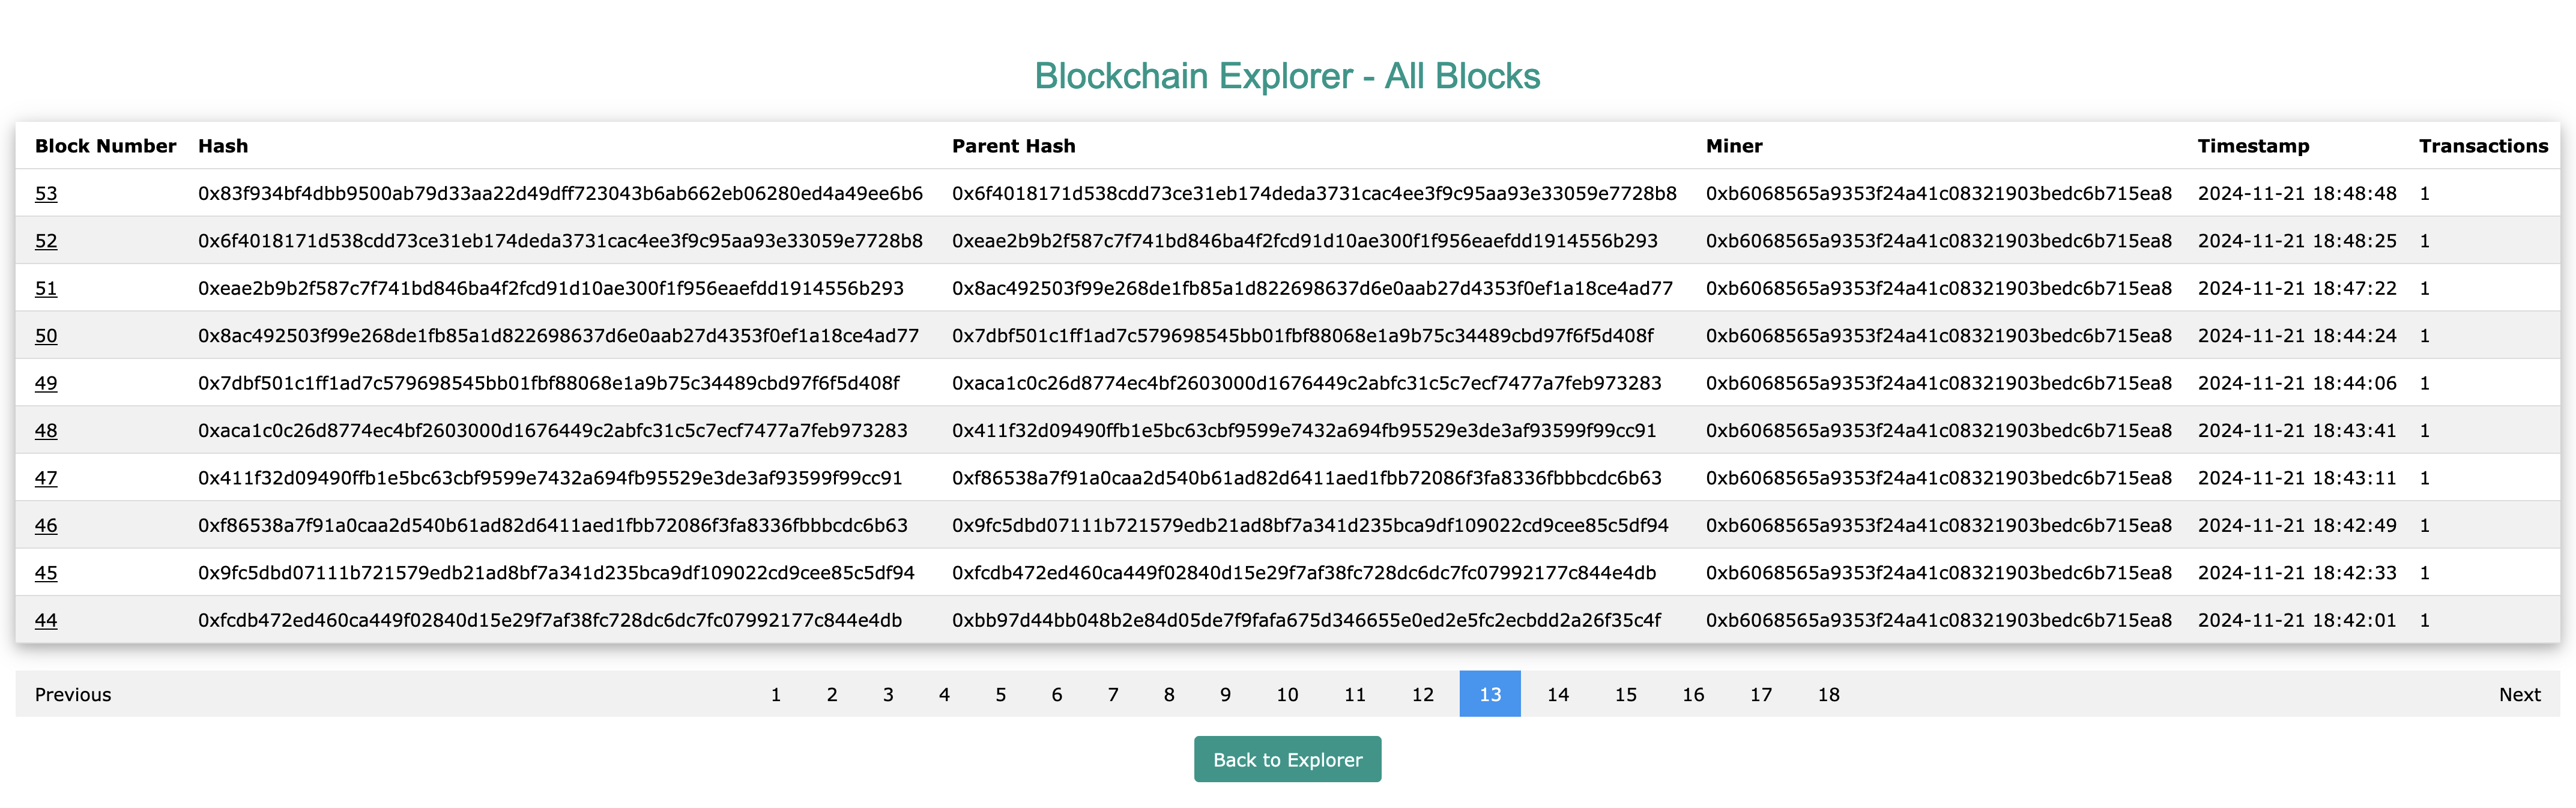 Blockchain Explorer - All Blocks
Block Number Hash Parent Hash Miner Timestamp Transactions
53 0x83f934bf4dbb9500ab79d33aa22d49dff723043b6ab662eb06280ed4a49ee6b6 0x6f4018171d538cdd73ce31eb174deda3731cac4ee3f9c95aa93e33059e7728b8 0xb6068565a9353f24a41c08321903bedc6b715ea8 2024-11-21 18:48:48 1
52 0x6f4018171d538cdd73ce31eb174deda3731cac4ee3f9c95aa93e33059e7728b8 0xeae2b9b2f587c7f741bd846ba4f2fcd91d10ae300f1f956eaefdd1914556b293 0xb6068565a9353f24a41c08321903bedc6b715ea8 2024-11-21 18:48:25 1
51 0xeae2b9b2f587c7f741bd846ba4f2fcd91d10ae300f1f956eaefdd1914556b293 0x8ac492503f99e268de1fb85a1d822698637d6e0aab27d4353f0ef1a18ce4ad77 0xb6068565a9353f24a41c08321903bedc6b715ea8 2024-11-21 18:47:22 1
50 0x8ac492503f99e268de1fb85a1d822698637d6e0aab27d4353f0ef1a18ce4ad77 0x7dbf501c1ff1ad7c579698545bb01fbf88068e1a9b75c34489cbd97f6f5d408f 0xb6068565a9353f24a41c08321903bedc6b715ea8 2024-11-21 18:44:24 1
49 0x7dbf501c1ff1ad7c579698545bb01fbf88068e1a9b75c34489cbd97f6f5d408f 0xaca1c0c26d8774ec4bf2603000d1676449c2abfc31c5c7ecf7477a7feb973283 0xb6068565a9353f24a41c08321903bedc6b715ea8 2024-11-21 18:44:06 1
48 0xaca1c0c26d8774ec4bf2603000d1676449c2abfc31c5c7ecf7477a7feb973283 0x411f32d09490ffb1e5bc63cbf9599e7432a694fb95529e3de3af93599f99cc91 0xb6068565a9353f24a41c08321903bedc6b715ea8 2024-11-21 18:43:41 1
47 0x411f32d09490ffb1e5bc63cbf9599e7432a694fb95529e3de3af93599f99cc91 0xf86538a7f91a0caa2d540b61ad82d6411aed1fbb72086f3fa8336fbbbcdc6b63 0xb6068565a9353f24a41c08321903bedc6b715ea8 2024-11-21 18:43:11 1
46 0xf86538a7f91a0caa2d540b61ad82d6411aed1fbb72086f3fa8336fbbbcdc6b63 0x9fc5dbd07111b721579edb21ad8bf7a341d235bca9df109022cd9cee85c5df94 0xb6068565a9353f24a41c08321903bedc6b715ea8 2024-11-21 18:42:49 1
45 0x9fc5dbd07111b721579edb21ad8bf7a341d235bca9df109022cd9cee85c5df94 0xfcdb472ed460ca449f02840d15e29f7af38fc728dc6dc7fc07992177c844e4db 0xb6068565a9353f24a41c08321903bedc6b715ea8 2024-11-21 18:42:33 1
44 0xfcdb472ed460ca449f02840d15e29f7af38fc728dc6dc7fc07992177c844e4db 0xbb97d44bb048b2e84d05de7f9fafa675d346655e0ed2e5fc2ecbdd2a26f35c4f 0xb6068565a9353f24a41c08321903bedc6b715ea8 2024-11-21 18:42:01 1
Previous 1 2 3 4 5 6 7 8 9 10 11 12 13 14 15 16 17 18 Next
Back to Explorer